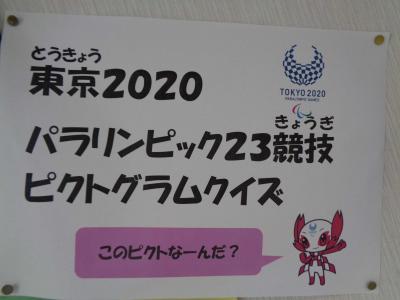 とうきょう
東京2020
TOKYO 2020
PARALYMPIC GAMES
きょうぎ
パラリンピック23競技
ピクトグラムクイズ
このピクトなーんだ？